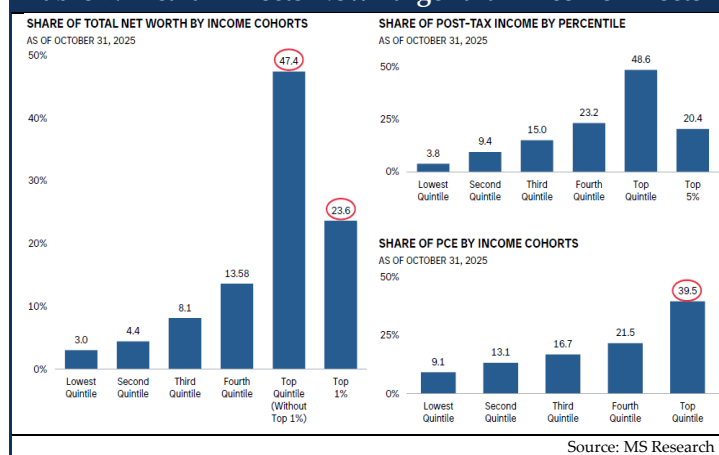 SHARE OF TOTAL NET WORTH BY INCOME COHORTS
AS OF OCTOBER 31, 2025
50%
40%
30%
20%
10%
0%
3.0
4.4
8.1
13.58
47.4
23.6
Lowest Second Third Fourth Top Top
Quintile Quintile Quintile Quintile Quintile 1%
(Without
Top 1%)
SHARE OF POST-TAX INCOME BY PERCENTILE
AS OF OCTOBER 31, 2025
50%
25%
0%
3.8
9.4
15.0
23.2
48.6
20.4
Lowest Second Third Fourth Top Top
Quintile Quintile Quintile Quintile Quintile 5%
SHARE OF PCE BY INCOME COHORTS
AS OF OCTOBER 31, 2025
50%
25%
0%
9.1
13.1
16.7
21.5
39.5
Lowest Second Third Fourth Top
Quintile Quintile Quintile Quintile Quintile
Source: MS Research